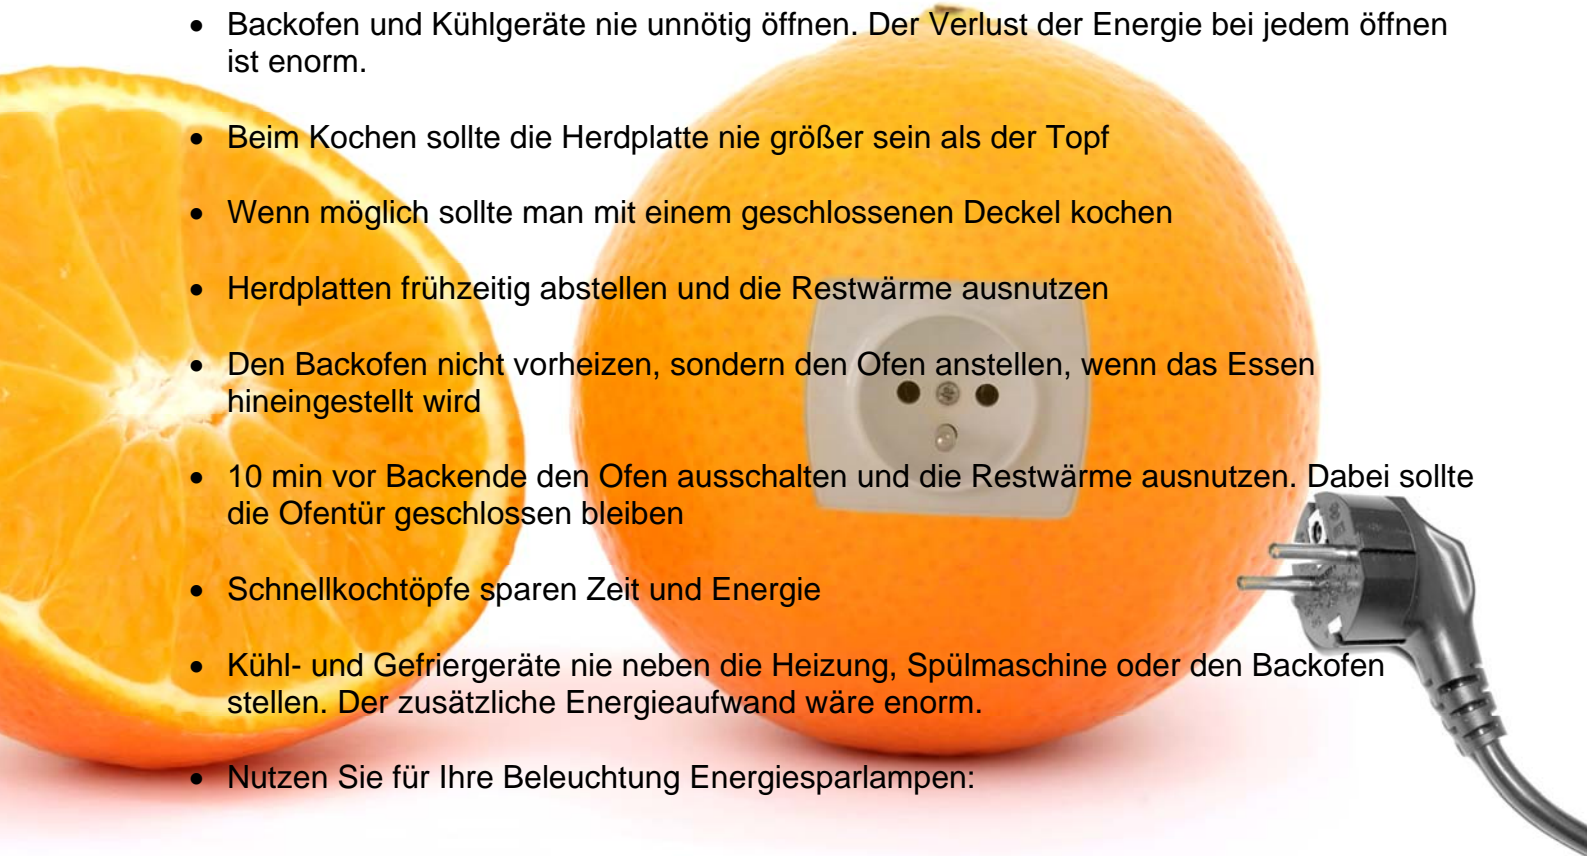 • Backofen und Kühlgeräte nie unnötig öffnen. Der Verlust der Energie bei jedem öffnen
ist enorm.
• Beim Kochen sollte die Herdplatte nie größer sein als der Topf
• Wenn möglich sollte man mit einem geschlossenen Deckel kochen
• Herdplatten frühzeitig abstellen und die Restwärme ausnutzen
• Den Backofen nicht vorheizen, sondern den Ofen anstellen, wenn das Essen
hineingestellt wird
• 10 min vor Backende den Ofen ausschalten und die Restwärme ausnutzen. Dabei sollte
die Ofentür geschlossen bleiben
• Schnellkochtöpfe sparen Zeit und Energie
• Kühl- und Gefriergeräte nie neben die Heizung, Spülmaschine oder den Backofen
stellen. Der zusätzliche Energieaufwand wäre enorm.
• Nutzen Sie für Ihre Beleuchtung Energiesparlampen: